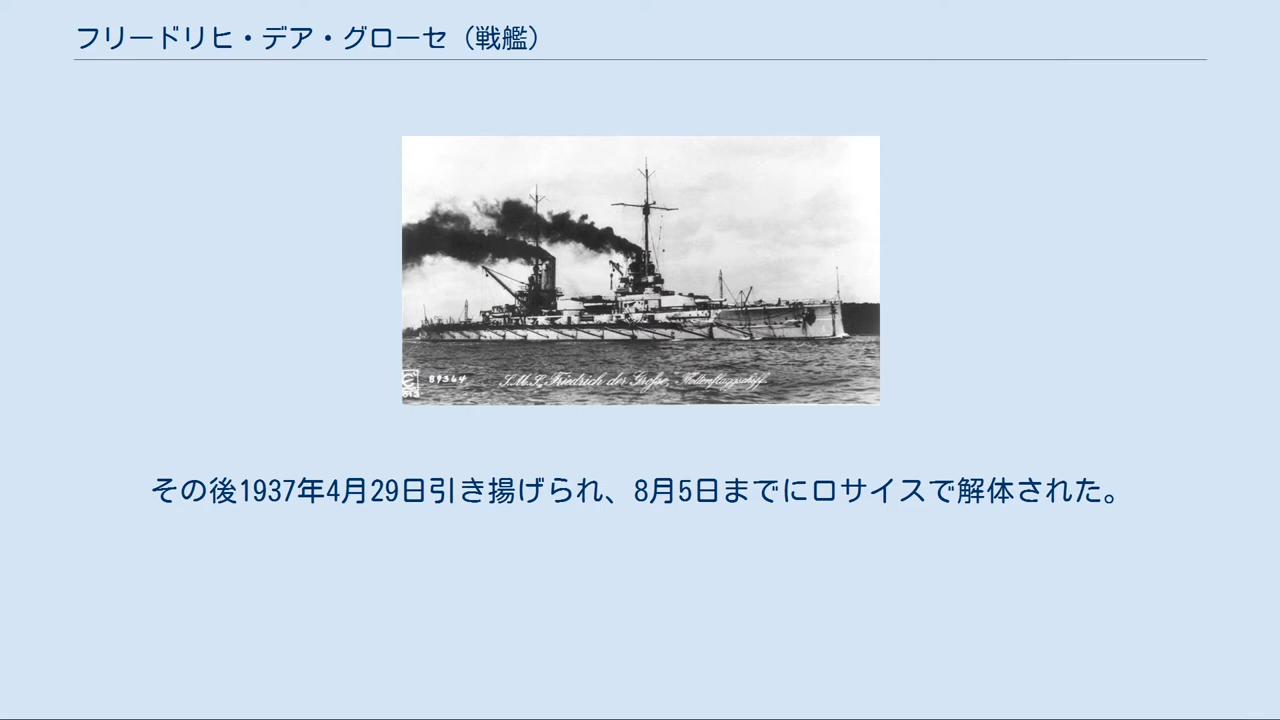 フリードリヒ・デア・グローセ（戦艦）
89364
S.M.S. Friedrich der Große, Flottenflaggschiff.
その後1937年4月29日引き揚げられ、8月5日までにロサイスで解体された。